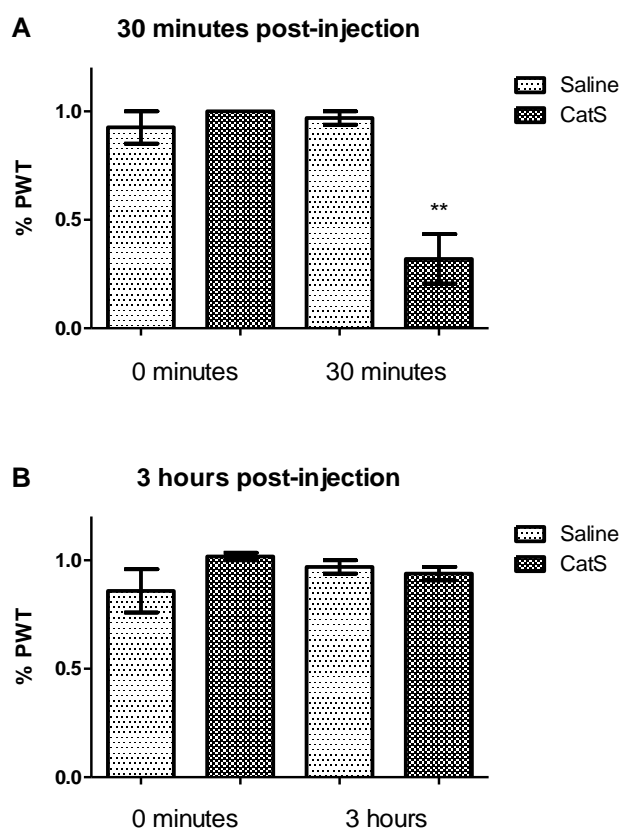 A 30 minutes post-injection
Saline
CatS
1.0
% PWT
0.5
**
0.0
0 minutes 30 minutes
B 3 hours post-injection
Saline
CatS
1.0
% PWT
0.5
0.0
0 minutes 3 hours